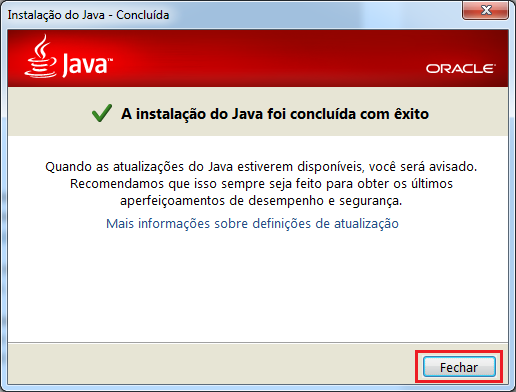 Instalação do Java - Concluída
Java™
ORACLE®
A instalação do Java foi concluída com êxito
Quando as atualizações do Java estiverem disponíveis, você será avisado.
Recomendamos que isso sempre seja feito para obter os últimos
aperfeiçoamentos de desempenho e segurança.
Mais informações sobre definições de atualização
Fechar